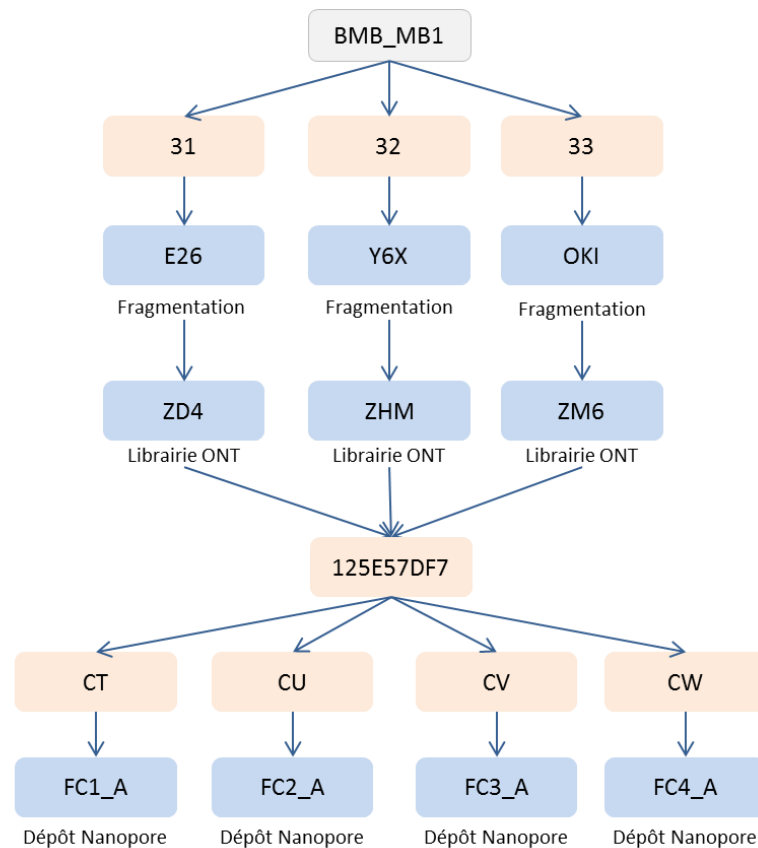 BMB_MB1
31
32
33
E26
Y6X
OKI
Fragmentation
Fragmentation
Fragmentation
ZD4
ZHM
ZM6
Librairie ONT
Librairie ONT
Librairie ONT
125E57DF7
CT
CU
CV
CW
FC1_A
FC2_A
FC3_A
FC4_A
Dépôt Nanopore
Dépôt Nanopore
Dépôt Nanopore
Dépôt Nanopore